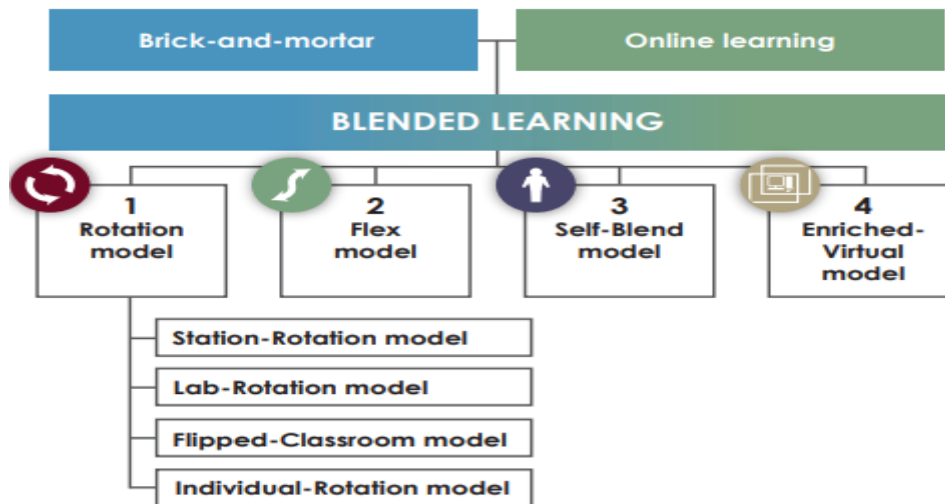 Brick-and-mortar
Online learning
BLENDED LEARNING
1
Rotation
model
2
Flex
model
3
Self-Blend
model
4
Enriched-
Virtual
model
Station-Rotation model
Lab-Rotation model
Flipped-Classroom model
Individual-Rotation model